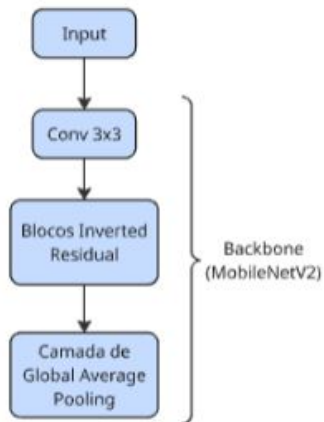 Input
Conv 3x3
Blocos Inverted
Residual
Backbone
(MobileNetV2)
Camada de
Global Average
Pooling